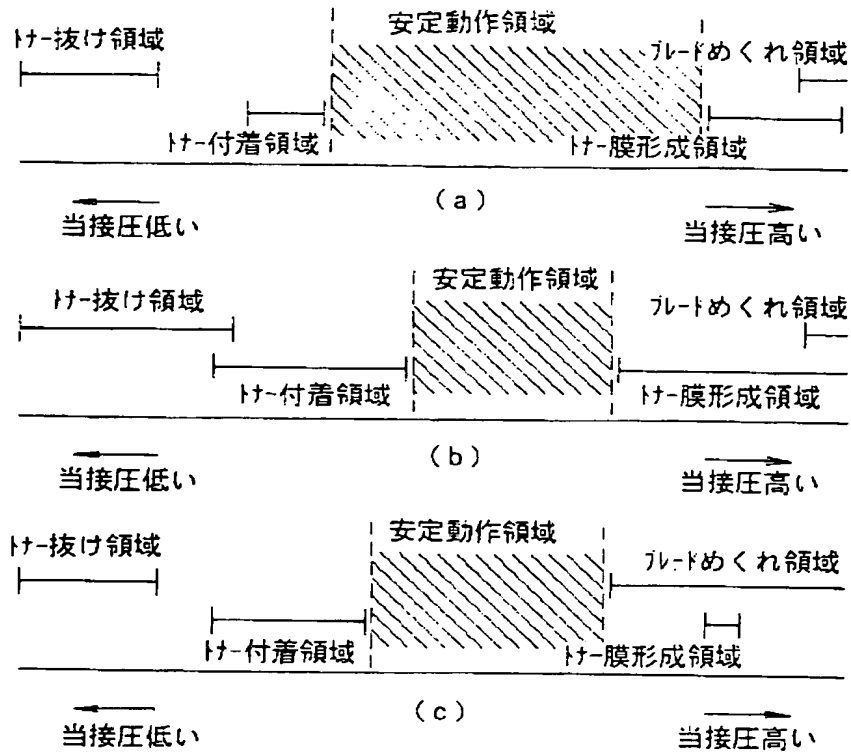 安定動作領域
トナー抜け領域
ブレードめくれ領域
トナー付着領域
トナー膜形成領域
(a)
当接圧低い
当接圧高い
安定動作領域
トナー抜け領域
ブレードめくれ領域
トナー付着領域
トナー膜形成領域
(b)
当接圧低い
当接圧高い
安定動作領域
トナー抜け領域
ブレードめくれ領域
トナー付着領域
トナー膜形成領域
(c)
当接圧低い
当接圧高い